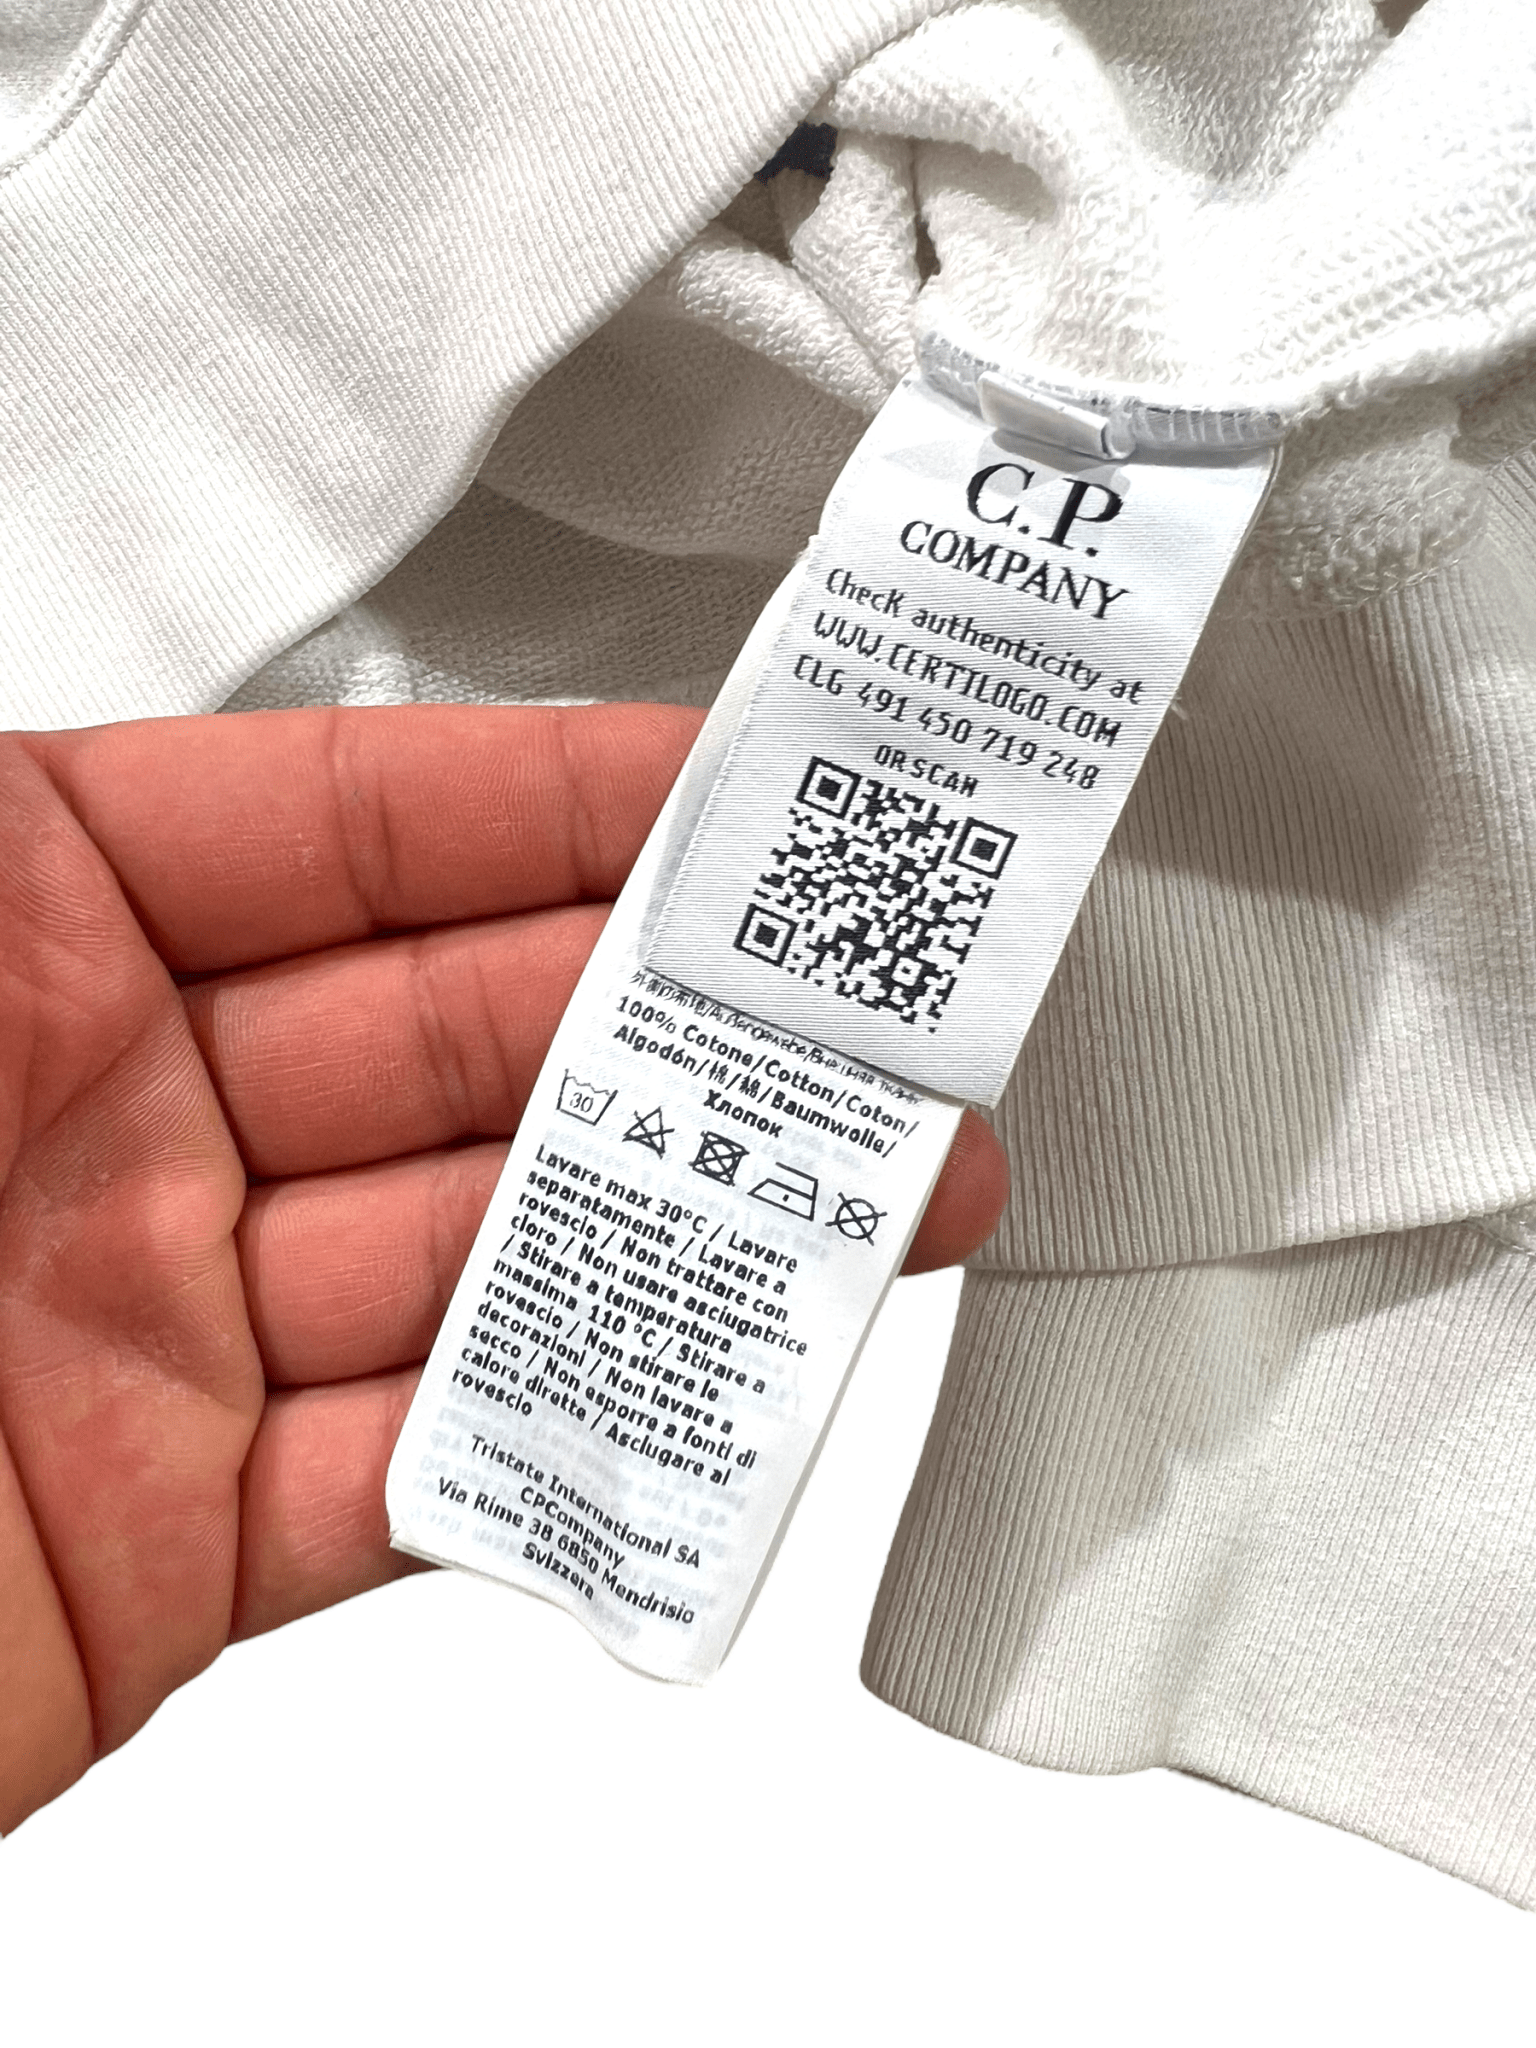 C.P.
COMPANY
Check authenticity at
WWW.CERTILOGO.COM
CLG 491 450 719 248
OR SCAN
100% Cotone/Cotton/Coton/
Algodón/棉/綿/Baumwolle/
Хлопок
30
Lavare max 30°C / Lavare
separatamente / Lavare a
rovescio / Non trattare con
cloro / Non usare asciugatrice
/ Stirare a temperatura
massima 110 °C / Stirare a
rovescio / Non stirare le
decorazioni / Non lavare a
secco / Non esporre a fonti di
calore dirette / Asciugare al
rovescio
Tristate International SA
CPCompany
Via Rime 38 6850 Mendrisio
Svizzera